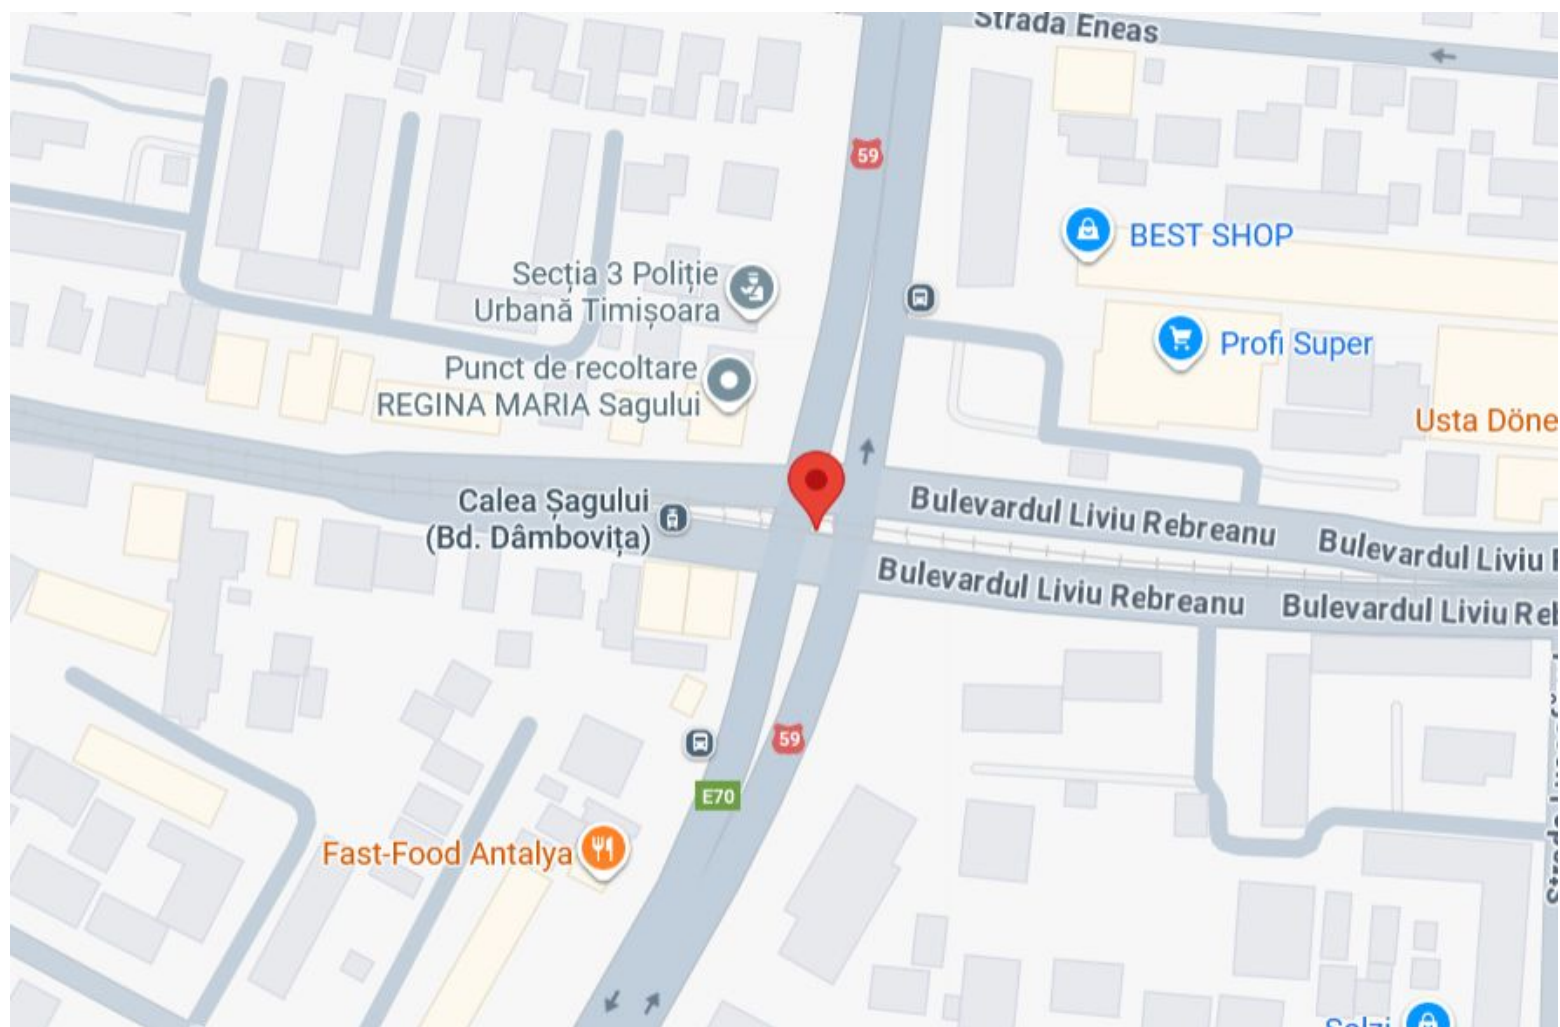 Strada Eneas
59
BEST SHOP
Secția 3 Poliție
Urbană Timișoara
Profi Super
Punct de recoltare
REGINA MARIA Sagului
Usta Döne
Calea Șagului
(Bd. Dâmbovița)
Bulevardul Liviu Rebreanu
Bulevardul Liviu R
Bulevardul Liviu Rebreanu
Bulevardul Liviu Reb
59
E70
Fast-Food Antalya
Solzi